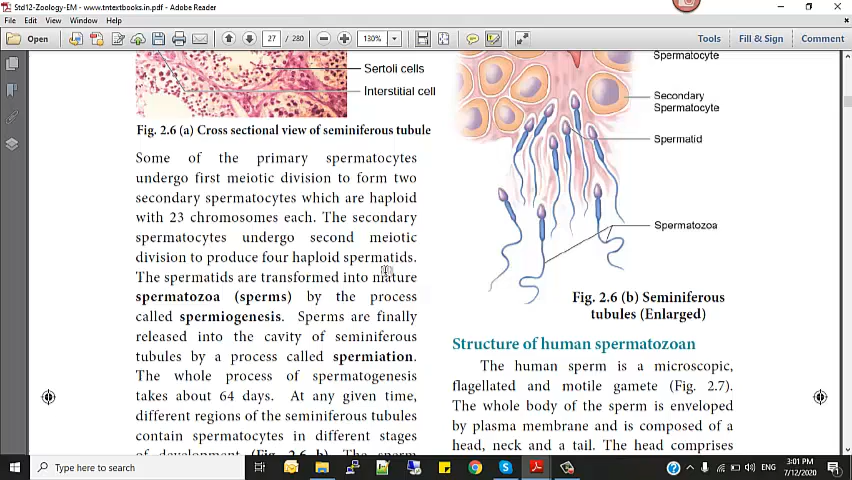 Std12-Zoology-EM - www.tntextbooks.in.pdf - Adobe Reader
File Edit View Window Help
Open
27 / 280
130%
Tools
Fill & Sign
Comment
Sertoli cells
Interstitial cell
Fig. 2.6 (a) Cross sectional view of seminiferous tubule
Some of the primary spermatocytes
undergo first meiotic division to form two
secondary spermatocytes which are haploid
with 23 chromosomes each. The secondary
spermatocytes undergo second meiotic
division to produce four haploid spermatids.
The spermatids are transformed into mature
spermatozoa (sperms) by the process
called spermiogenesis. Sperms are finally
released into the cavity of seminiferous
tubules by a process called spermiation.
The whole process of spermatogenesis
takes about 64 days. At any given time,
different regions of the seminiferous tubules
contain spermatocytes in different stages
of development (Fig. 2.6 b). The sperm
Spermatocyte
Secondary
Spermatocyte
Spermatid
Spermatozoa
Fig. 2.6 (b) Seminiferous
tubules (Enlarged)
Structure of human spermatozoan
The human sperm is a microscopic,
flagellated and motile gamete (Fig. 2.7).
The whole body of the sperm is enveloped
by plasma membrane and is composed of a
head, neck and a tail. The head comprises
Type here to search
ENG
3:01 PM
7/12/2020